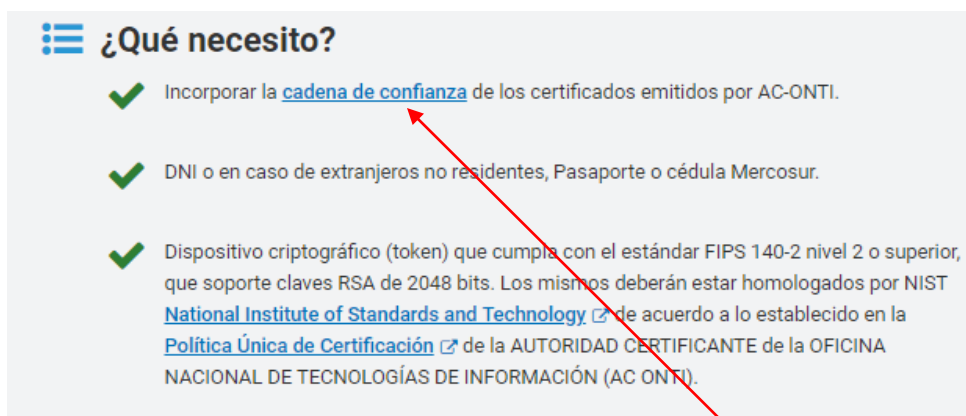 ¿Qué necesito?
Incorporar la cadena de confianza de los certificados emitidos por AC-ONTI.
DNI o en caso de extranjeros no residentes, Pasaporte o cédula Mercosur.
Dispositivo criptográfico (token) que cumpla con el estándar FIPS 140-2 nivel 2 o superior,
que soporte claves RSA de 2048 bits. Los mismos deberán estar homologados por NIST
National Institute of Standards and Technology de acuerdo a lo establecido en la
Política Única de Certificación de la AUTORIDAD CERTIFICANTE de la OFICINA
NACIONAL DE TECNOLOGÍAS DE INFORMACIÓN (AC ONTI).